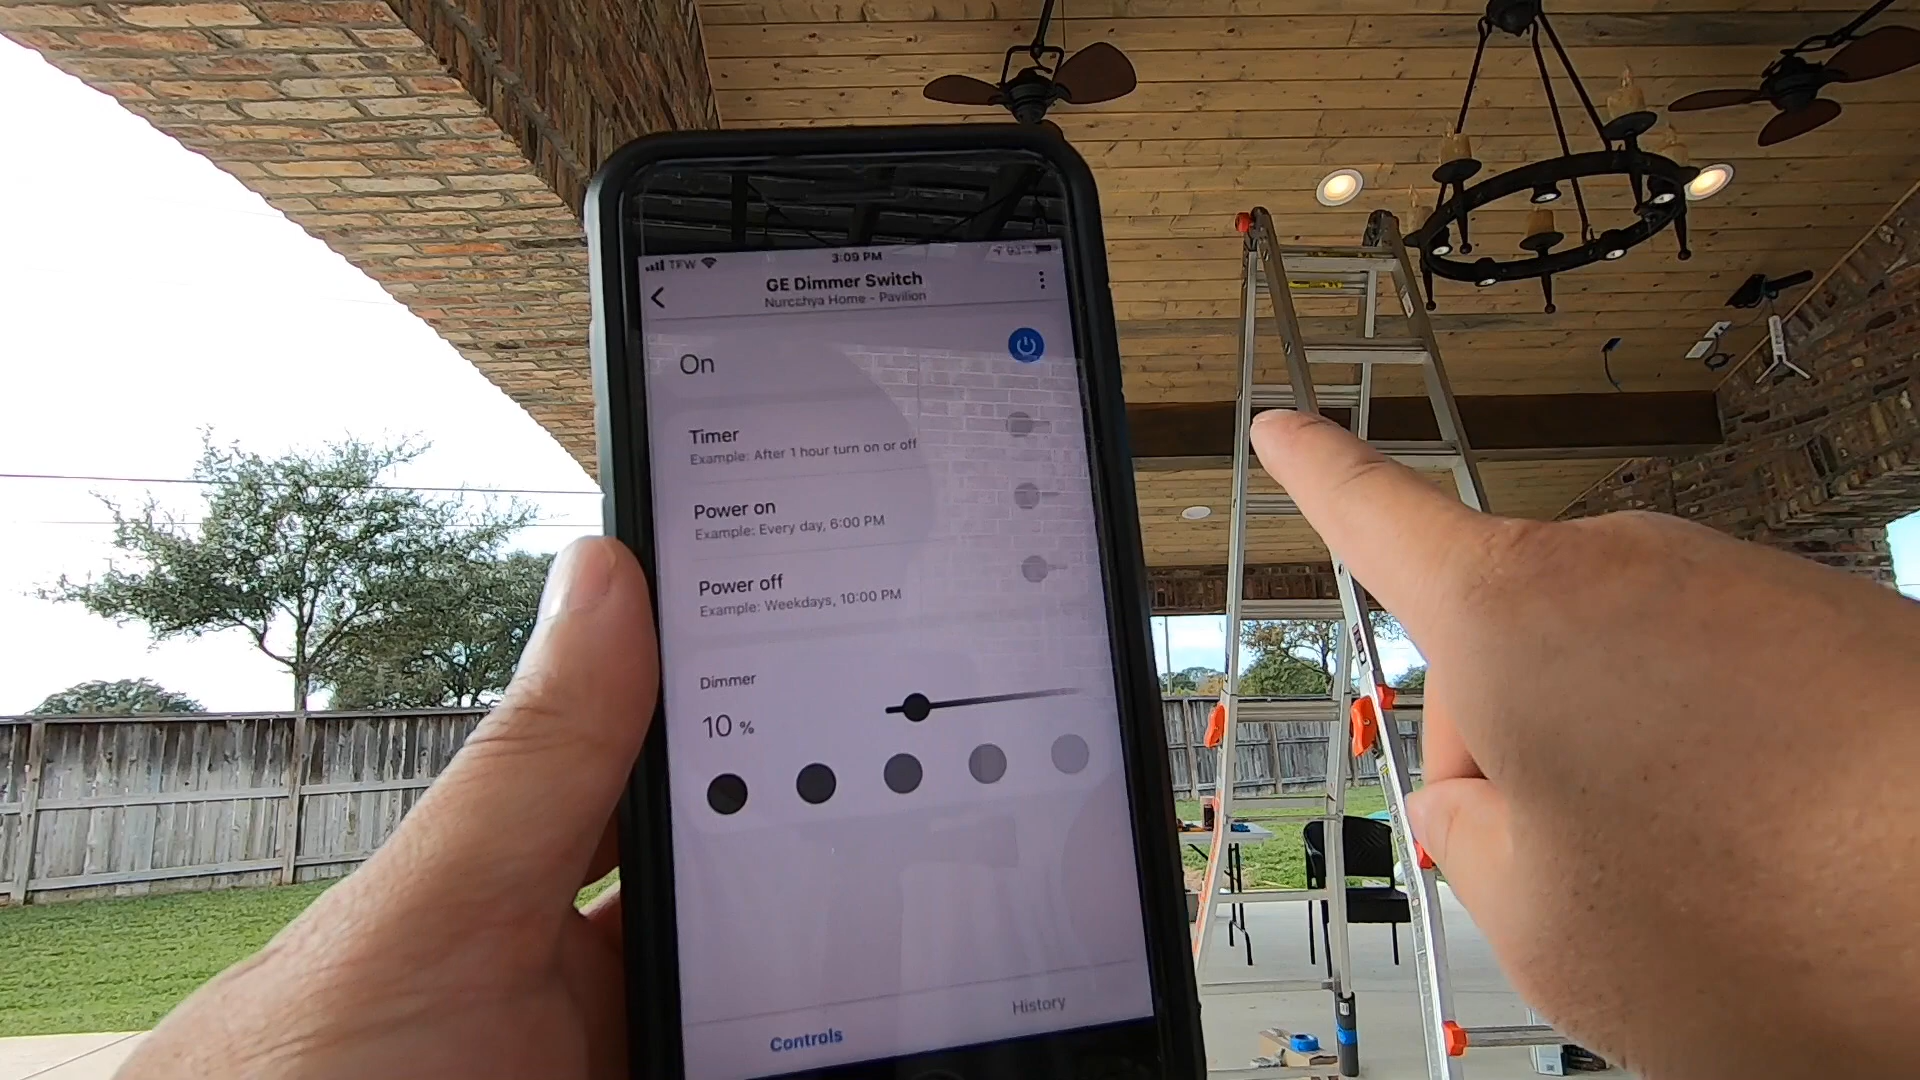 TFW 3:09 PM
GE Dimmer Switch
Nurcchya Home - Pavilion
On
Timer
Example: After 1 hour turn on or off
Power on
Example: Every day, 6:00 PM
Power off
Example: Weekdays, 10:00 PM
Dimmer
10 %
Controls
History